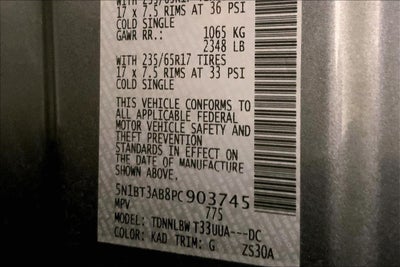 WITH 235/65R17 TIRES
17 x 7.5 RIMS AT 36 PSI
COLD SINGLE
GAWR RR.: 1065 KG
2348 LB
WITH 235/65R17 TIRES
17 x 7.5 RIMS AT 33 PSI
COLD SINGLE
THIS VEHICLE CONFORMS TO
ALL APPLICABLE FEDERAL
MOTOR VEHICLE SAFETY AND
THEFT PREVENTION
STANDARDS IN EFFECT ON
THE DATE OF MANUFACTURE
SHOWN ABOVE.
5N1BT3AB8PC903745
MPV 775
MODEL: TDNNLBW T33UUA---DC
COLOR: KAD TRIM: G ZS30A